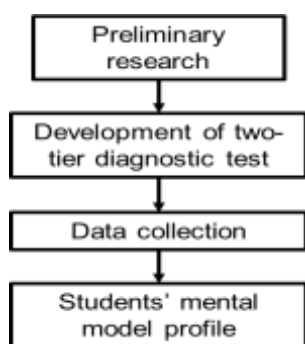 Preliminary
research
Development of two-
tier diagnostic test
Data collection
Students' mental
model profile